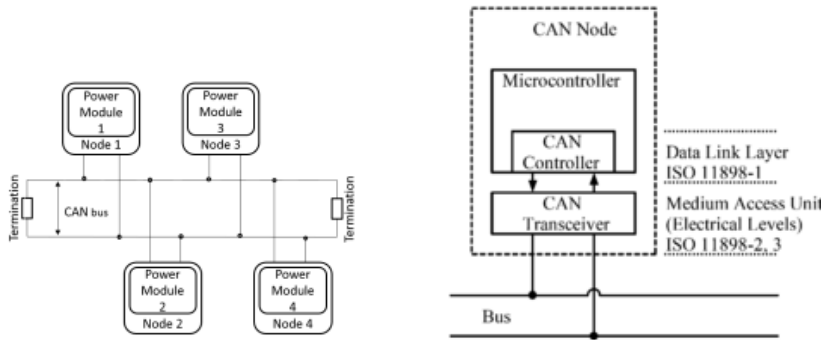 Power
Module
1
Node 1
Power
Module
3
Node 3
Termination
CAN bus
Termination
Power
Module
2
Node 2
Power
Module
4
Node 4
CAN Node
Microcontroller
CAN
Controller
Data Link Layer
ISO 11898-1
CAN
Transceiver
Medium Access Unit
(Electrical Levels)
ISO 11898-2, 3
Bus